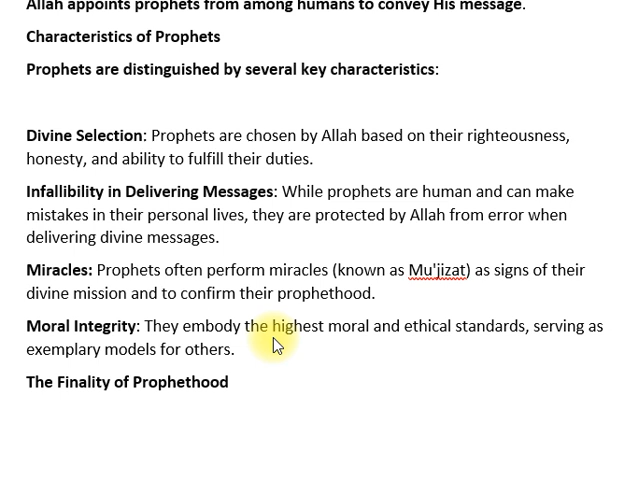 Allah appoints prophets from among humans to convey His message.
Characteristics of Prophets
Prophets are distinguished by several key characteristics:
Divine Selection: Prophets are chosen by Allah based on their righteousness,
honesty, and ability to fulfill their duties.
Infallibility in Delivering Messages: While prophets are human and can make
mistakes in their personal lives, they are protected by Allah from error when
delivering divine messages.
Miracles: Prophets often perform miracles (known as Mu'jizat) as signs of their
divine mission and to confirm their prophethood.
Moral Integrity: They embody the highest moral and ethical standards, serving as
exemplary models for others.
The Finality of Prophethood